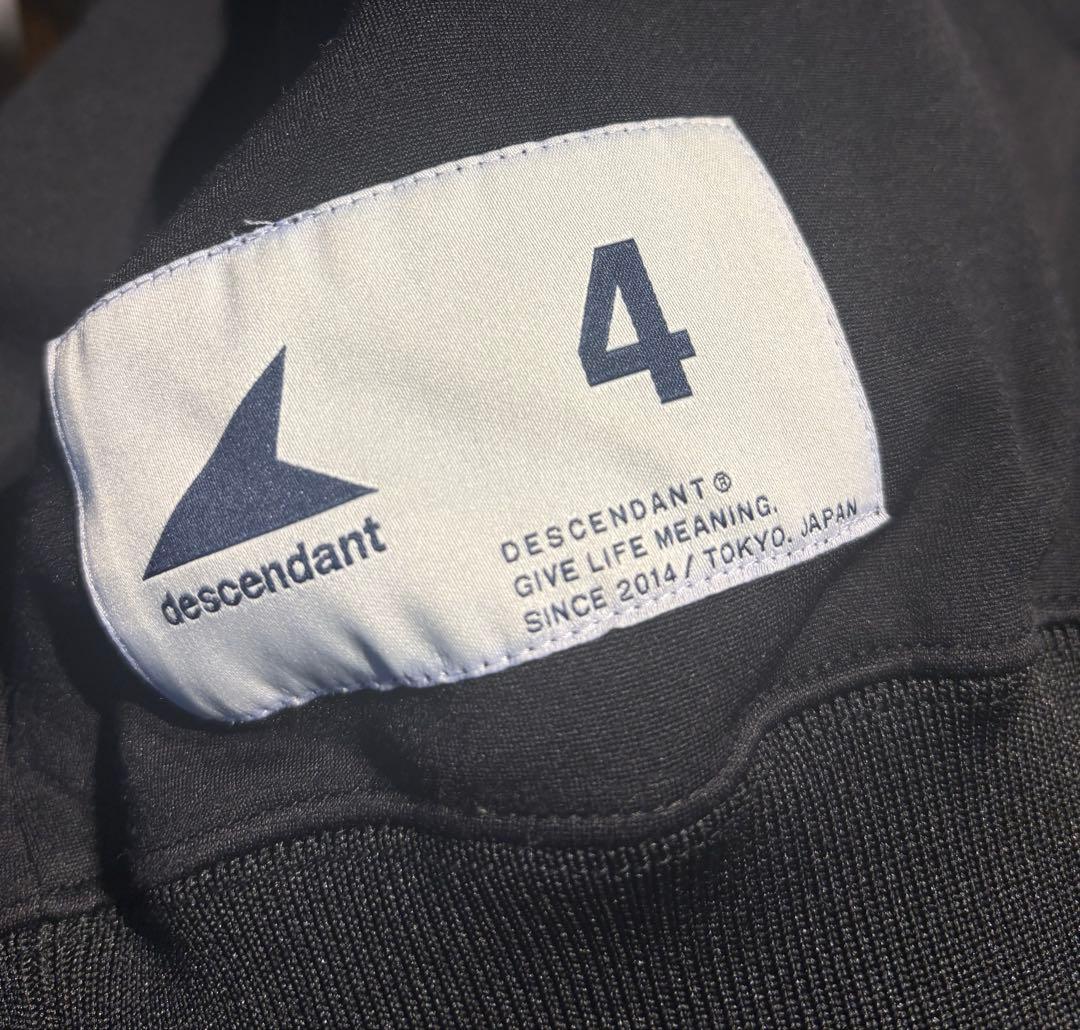 4
descendant
DESCENDANT®
GIVE LIFE MEANING.
SINCE 2014 / TOKYO. JAPAN